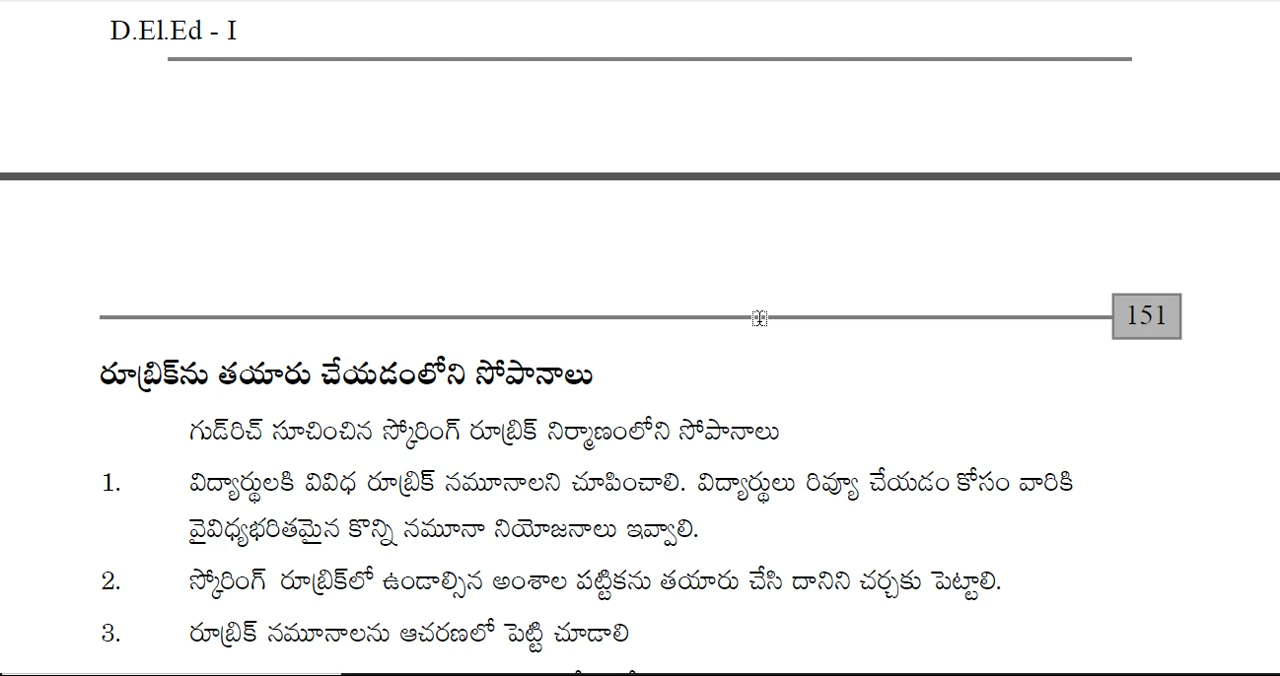 D.El.Ed - I
151
రూబ్రిక్‌ను తయారు చేయడంలోని సోపానాలు
గుడ్‌రిచ్ సూచించిన స్కోరింగ్ రూబ్రిక్ నిర్మాణంలోని సోపానాలు
1. విద్యార్థులకి వివిధ రూబ్రిక్ నమూనాలని చూపించాలి. విద్యార్థులు రివ్యూ చేయడం కోసం వారికి
వైవిధ్యభరితమైన కొన్ని నమూనా నియోజనాలు ఇవ్వాలి.
2. స్కోరింగ్ రూబ్రిక్‌లో ఉండాల్సిన అంశాల పట్టికను తయారు చేసి దానిని చర్చకు పెట్టాలి.
3. రూబ్రిక్ నమూనాలను ఆచరణలో పెట్టి చూడాలి